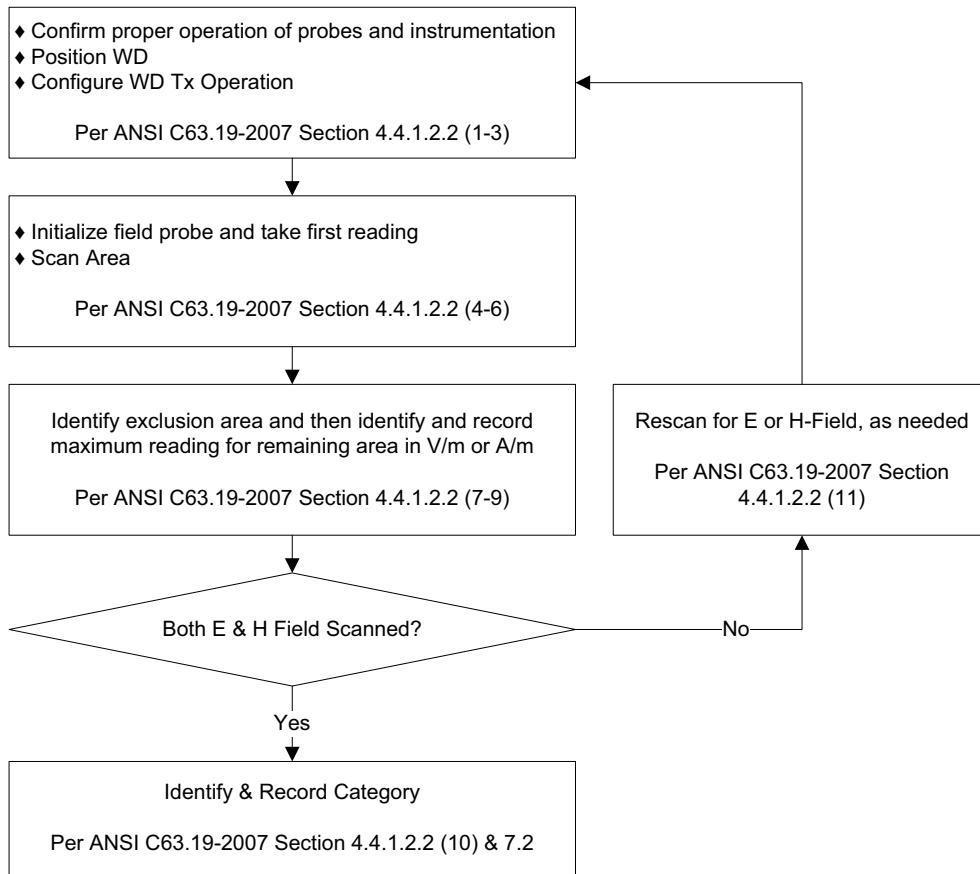 ♦ Confirm proper operation of probes and instrumentation
♦ Position WD
♦ Configure WD Tx Operation
Per ANSI C63.19-2007 Section 4.4.1.2.2 (1-3)
♦ Initialize field probe and take first reading
♦ Scan Area
Per ANSI C63.19-2007 Section 4.4.1.2.2 (4-6)
Identify exclusion area and then identify and record
maximum reading for remaining area in V/m or A/m
Per ANSI C63.19-2007 Section 4.4.1.2.2 (7-9)
Rescan for E or H-Field, as needed
Per ANSI C63.19-2007 Section
4.4.1.2.2 (11)
Both E & H Field Scanned?
No
Yes
Identify & Record Category
Per ANSI C63.19-2007 Section 4.4.1.2.2 (10) & 7.2